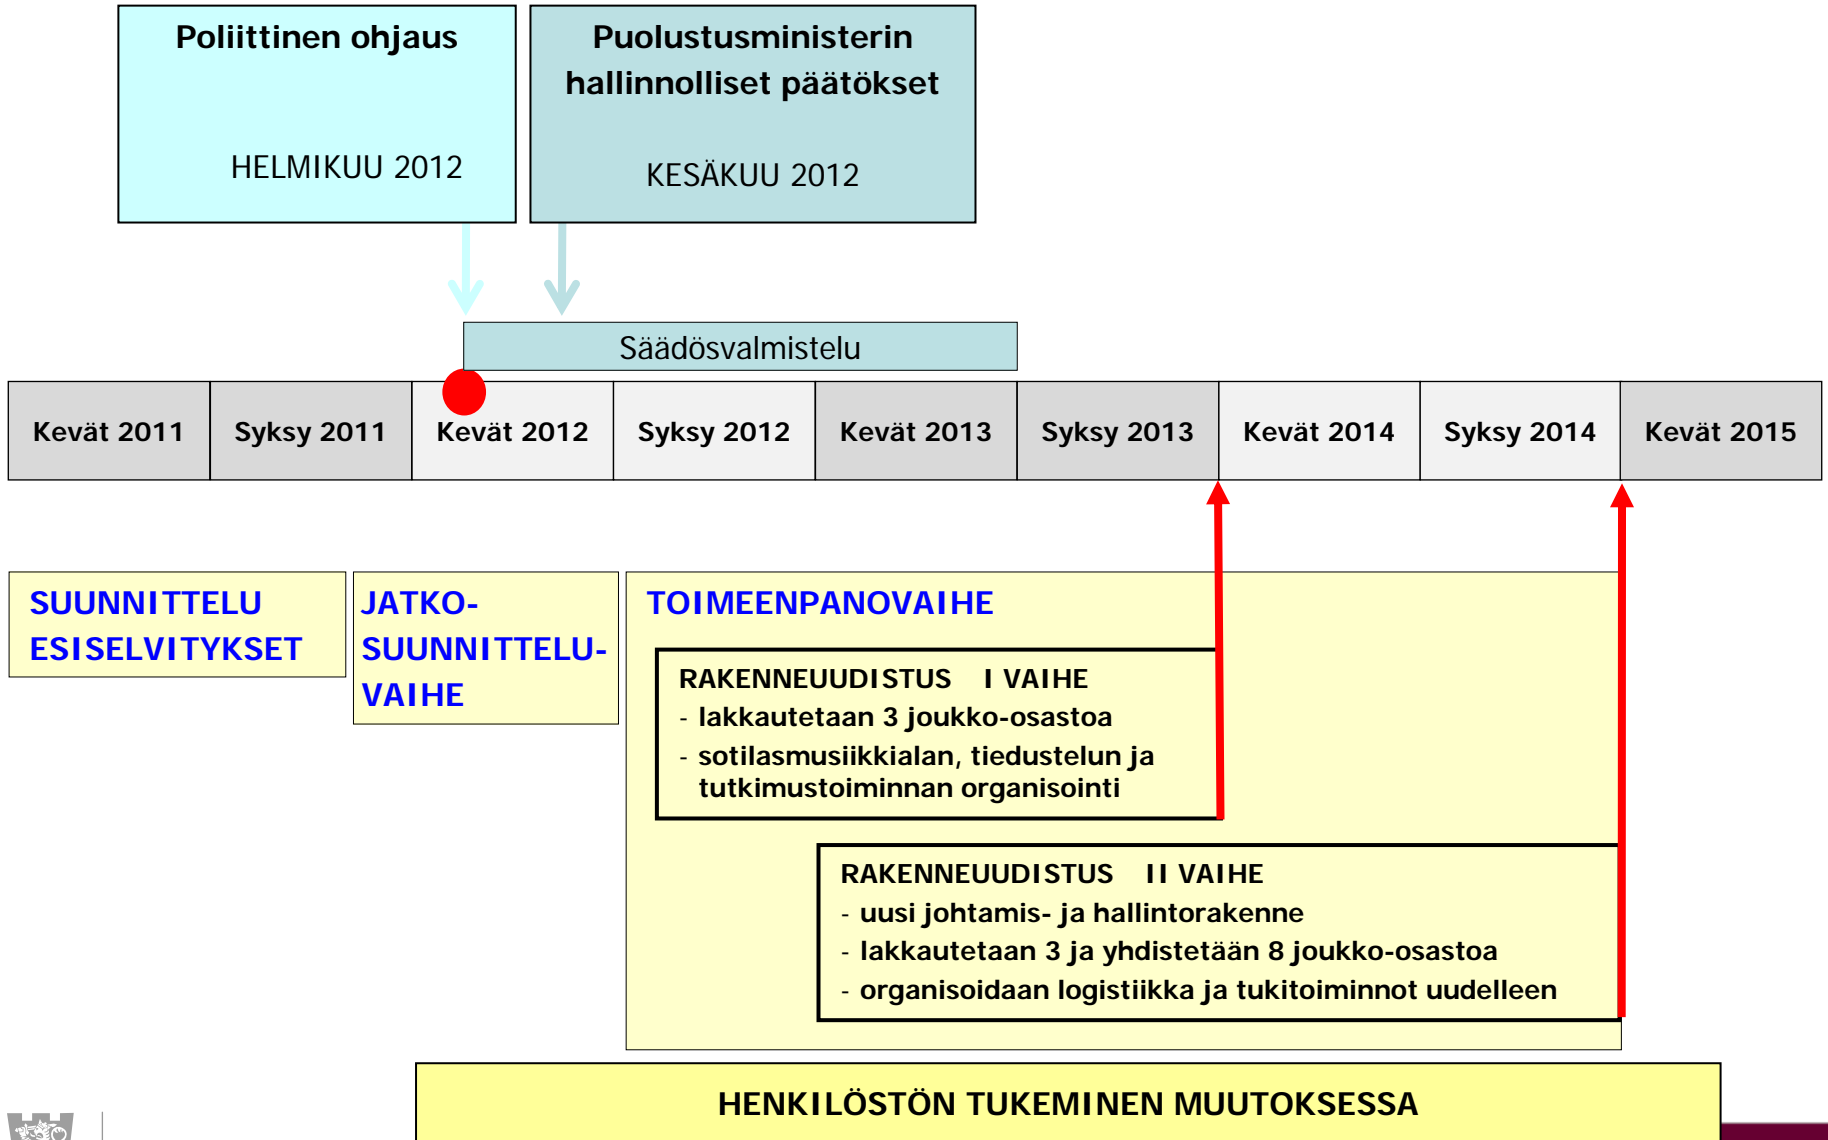 Poliittinen ohjaus
HELMIKUU 2012
Puolustusministerin
hallinnolliset päätökset
KESÄKUU 2012
Säädösvalmistelu
Kevät 2011
Syksy 2011
Kevät 2012
Syksy 2012
Kevät 2013
Syksy 2013
Kevät 2014
Syksy 2014
Kevät 2015
SUUNNITTELU
ESISELVITYKSET
JATKO-
SUUNNITTELU-
VAIHE
TOIMEENPANOVAIHE
RAKENNEUUDISTUS I VAIHE
- lakkautetaan 3 joukko-osastoa
- sotilasmusiikkialan, tiedustelun ja
tutkimustoiminnan organisointi
RAKENNEUUDISTUS II VAIHE
- uusi johtamis- ja hallintorakenne
- lakkautetaan 3 ja yhdistetään 8 joukko-osastoa
- organisoidaan logistiikka ja tukitoiminnot uudelleen
HENKILÖSTÖN TUKEMINEN MUUTOKSESSA